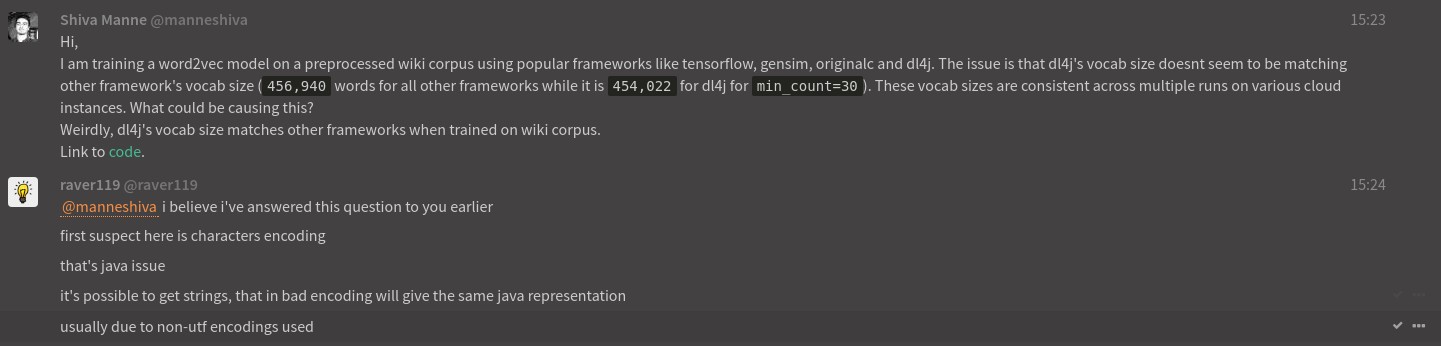 Shiva Manne @manneshiva 15:23
Hi,
I am training a word2vec model on a preprocessed wiki corpus using popular frameworks like tensorflow, gensim, originalc and dl4j. The issue is that dl4j's vocab size doesnt seem to be matching
other framework's vocab size ( 456,940 words for all other frameworks while it is 454,022 for dl4j for min_count=30 ). These vocab sizes are consistent across multiple runs on various cloud
instances. What could be causing this?
Weirdly, dl4j's vocab size matches other frameworks when trained on wiki corpus.
Link to code.
raver119 @raver119 15:24
@manneshiva i believe i've answered this question to you earlier
first suspect here is characters encoding
that's java issue
it's possible to get strings, that in bad encoding will give the same java representation
usually due to non-utf encodings used